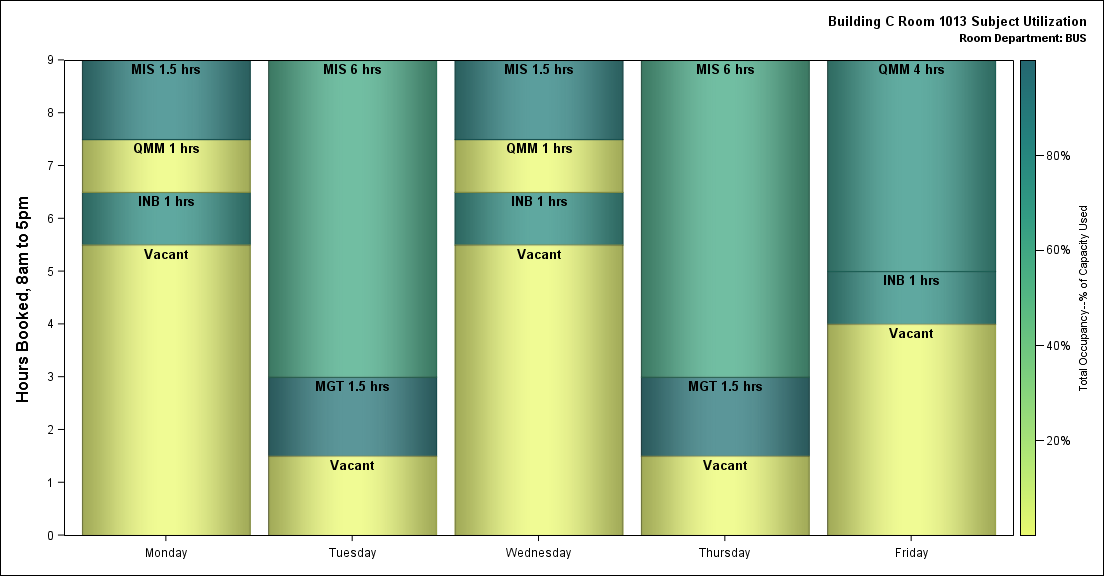 Building C Room 1013 Subject Utilization
Room Department: BUS
Hours Booked, 8am to 5pm
9
8
7
6
5
4
3
2
1
0
MIS 1.5 hrs
QMM 1 hrs
INB 1 hrs
Vacant
MIS 6 hrs
MGT 1.5 hrs
Vacant
MIS 1.5 hrs
QMM 1 hrs
INB 1 hrs
Vacant
MIS 6 hrs
MGT 1.5 hrs
Vacant
QMM 4 hrs
INB 1 hrs
Vacant
Monday
Tuesday
Wednesday
Thursday
Friday
80%
60%
40%
20%
Total Occupancy--% of Capacity Used